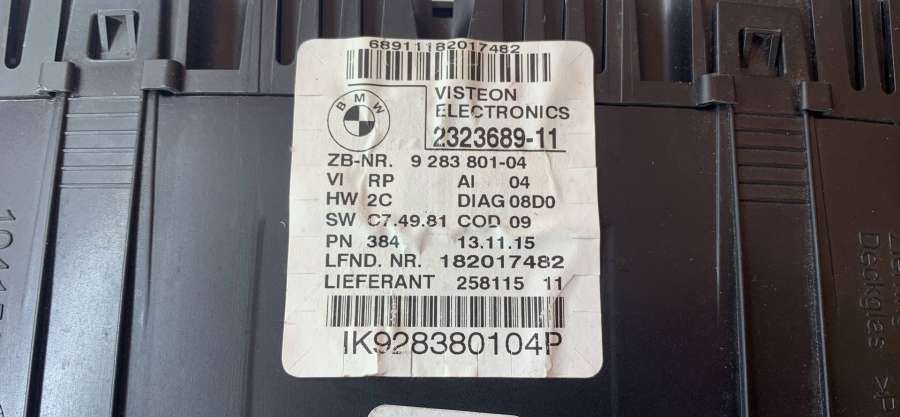 68911182017482
BMW
VISTEON
ELECTRONICS
2323689-11
ZB-NR. 9 283 801-04
VI RP AI 04
HW 2C DIAG 08D0
SW C7.49.81 COD 09
PN 384 13.11.15
LFND. NR. 182017482
LIEFERANT 258115 11
IK928380104P
Deckglas >P